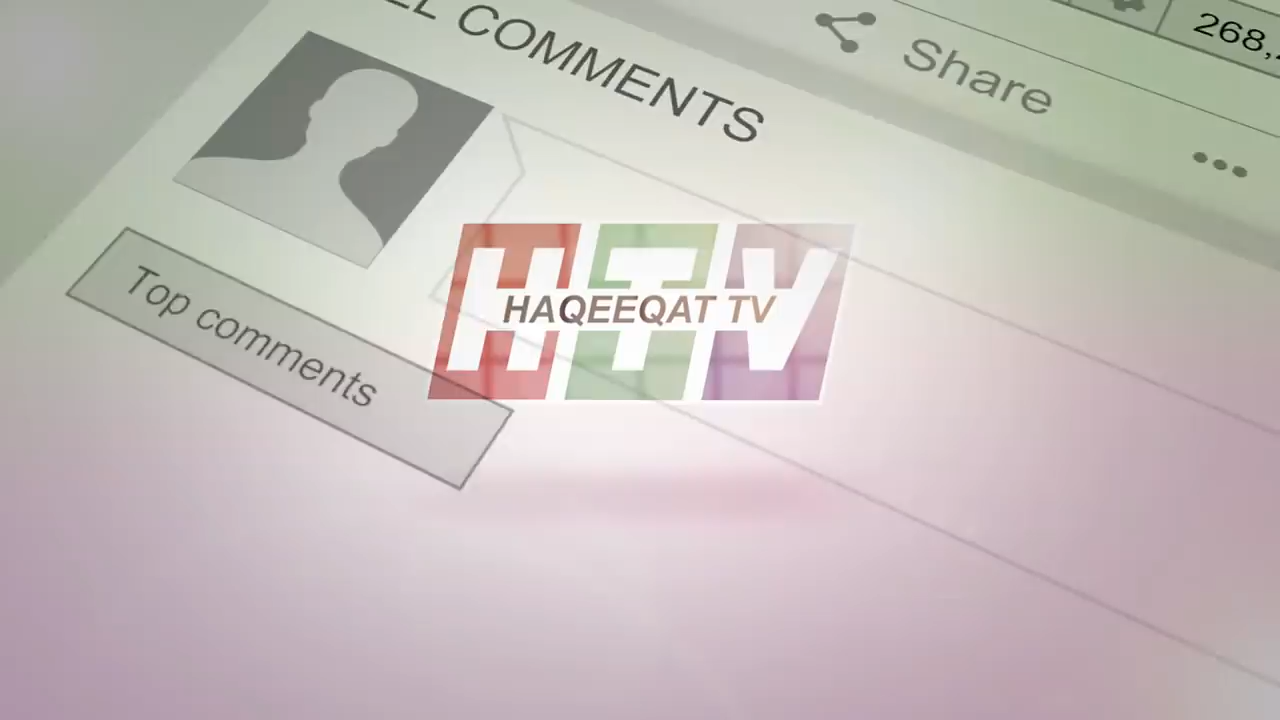 COMMENTS
Share
268,
Top comments
HTV
HAQEEQAT TV